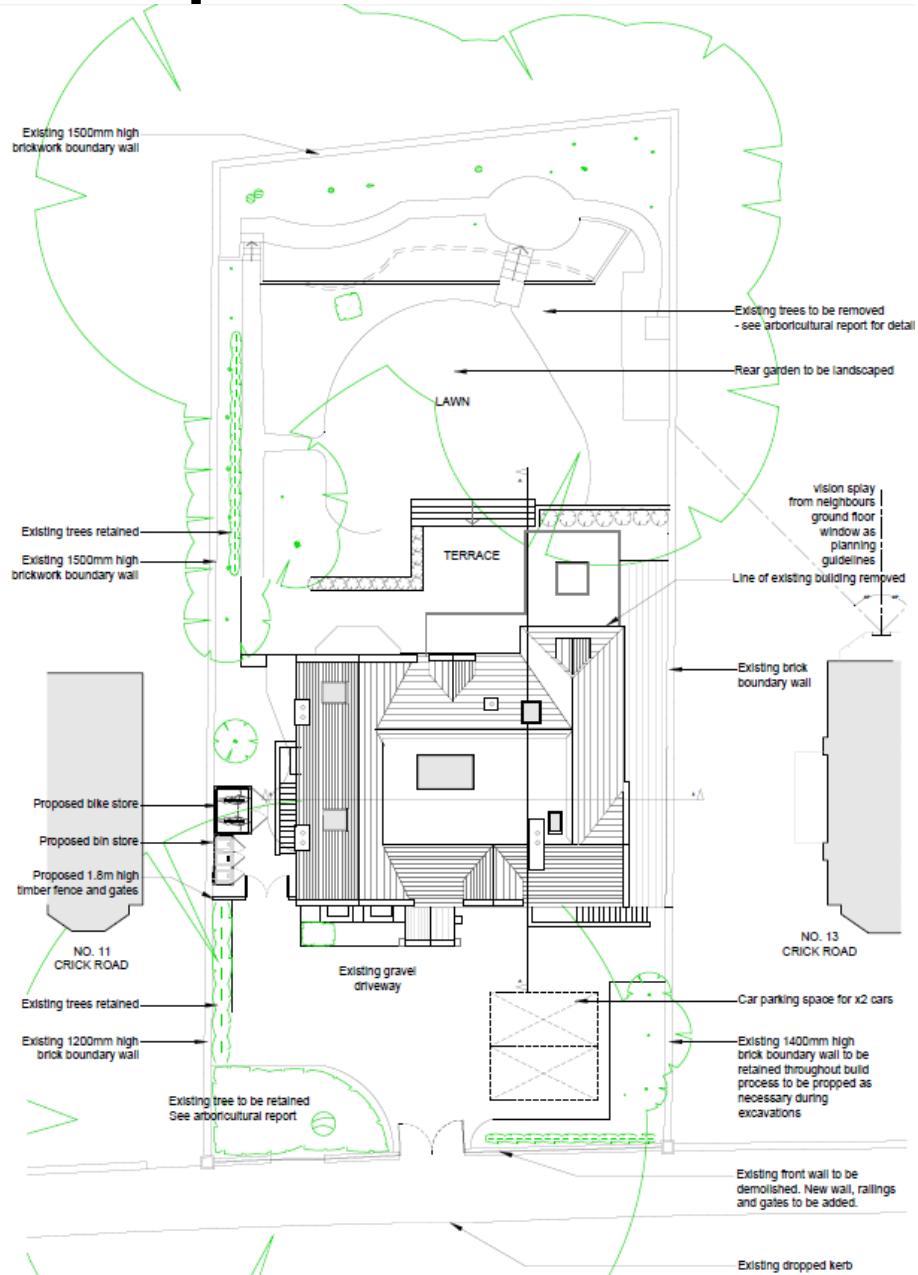 Existing 1500mm high
brickwork boundary wall
Existing trees to be removed
- see arboricultural report for detail
Rear garden to be landscaped
LAWN
vision splay
from neighbours
ground floor
window as
planning
guidelines
Existing trees retained
Existing 1500mm high
brickwork boundary wall
TERRACE
Line of existing building removed
Existing brick
boundary wall
Proposed bike store
Proposed bin store
Proposed 1.8m high
timber fence and gates
NO. 11
CRICK ROAD
NO. 13
CRICK ROAD
Existing gravel
driveway
Existing trees retained
Car parking space for x2 cars
Existing 1200mm high
brick boundary wall
Existing 1400mm high
brick boundary wall to be
retained throughout build
process to be propped as
necessary during
excavations
Existing tree to be retained
See arboricultural report
Existing front wall to be
demolished. New wall, railings
and gates to be added.
Existing dropped kerb